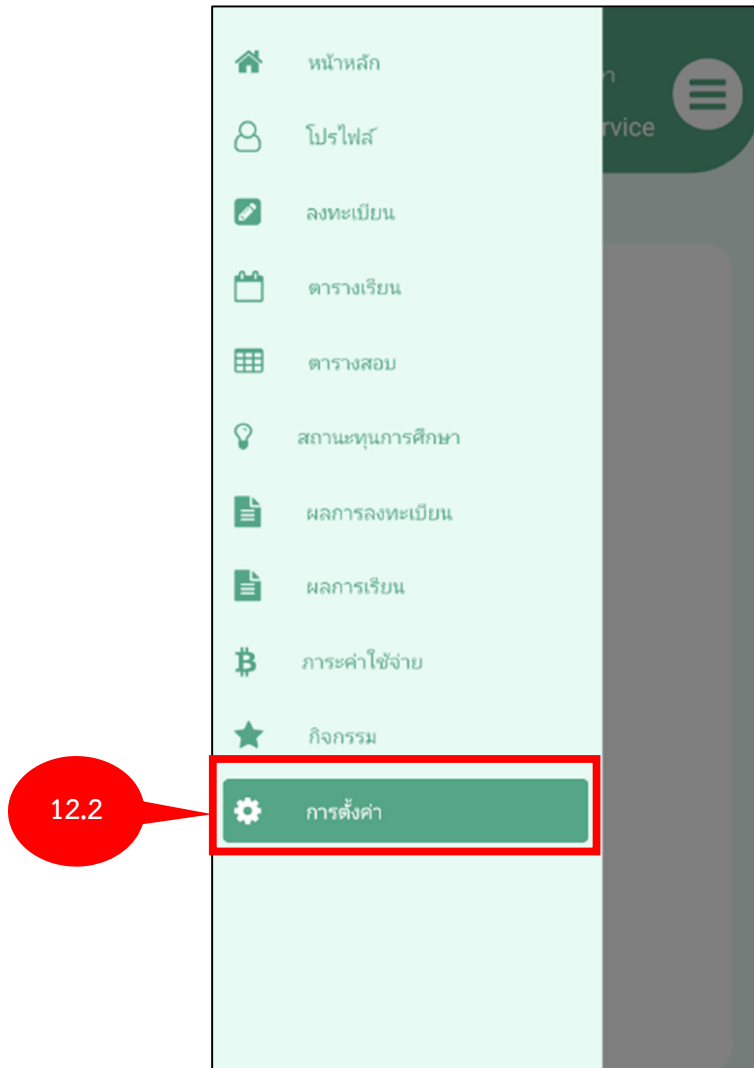 หน้าหลัก
โปรไฟล์
rvice
ลงทะเบียน
ตารางเรียน
ตารางสอบ
สถานะทุนการศึกษา
ผลการลงทะเบียน
ผลการเรียน
ภาระค่าใช้จ่าย
กิจกรรม
12.2
การตั้งค่า